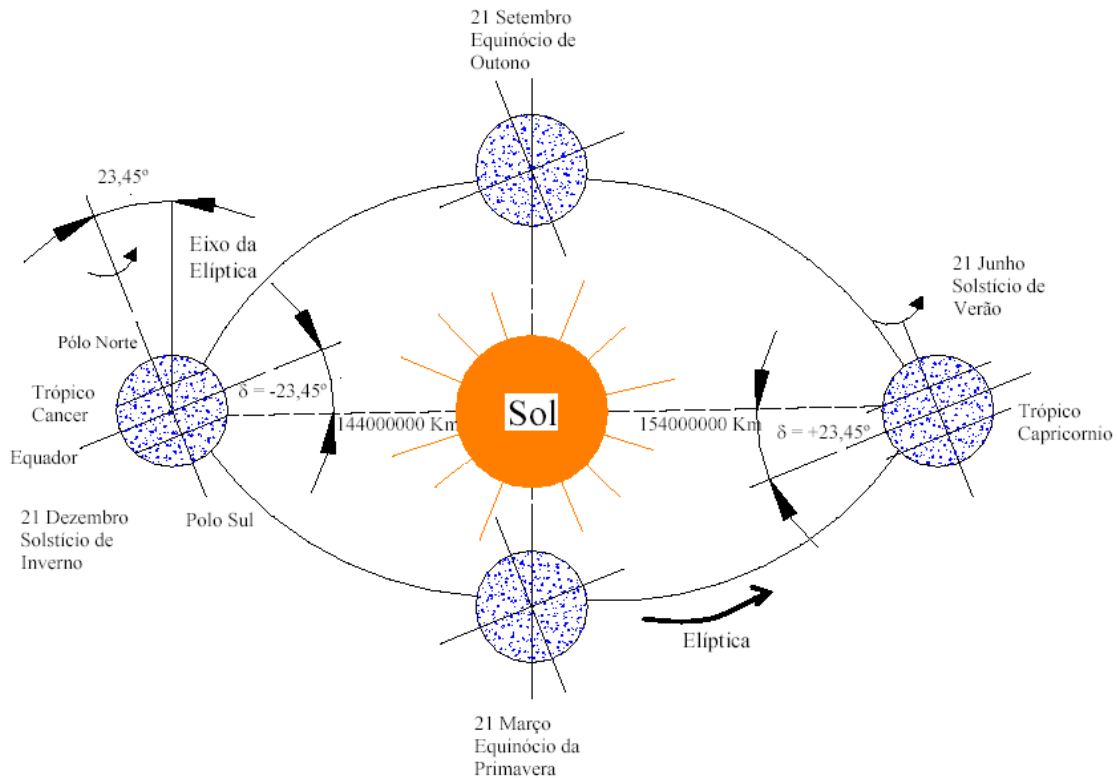 21 Setembro
Equinócio de
Outono
23,45º
Eixo da
Elíptica
21 Junho
Solstício de
Verão
Pólo Norte
Trópico
Cancer
δ = -23,45º
144000000 Km
Sol
154000000 Km
δ = +23,45º
Trópico
Capricornio
Equador
21 Dezembro
Solstício de
Inverno
Polo Sul
Elíptica
21 Março
Equinócio da
Primavera